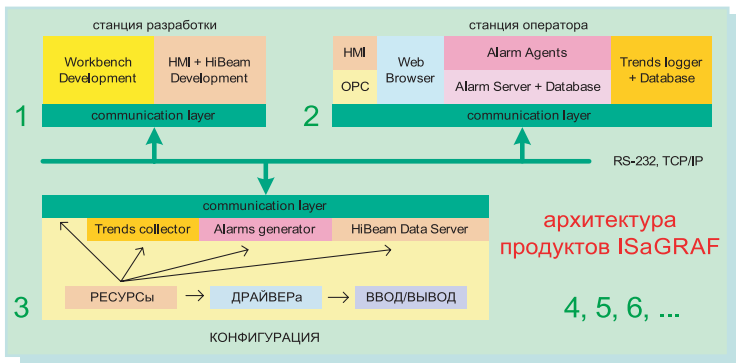 станция разработки
станция оператора
Workbench
Development
HMI + HiBeam
Development
HMI
OPC
Web
Browser
Alarm Agents
Alarm Server + Database
Trends logger
+ Database
1
communication layer
2
communication layer
RS-232, TCP/IP
communication layer
Trends collector
Alarms generator
HiBeam Data Server
архитектура
продуктов ISaGRAF
3
РЕСУРСы
ДРАЙВЕРа
ВВОД/ВЫВОД
4, 5, 6, ...
КОНФИГУРАЦИЯ